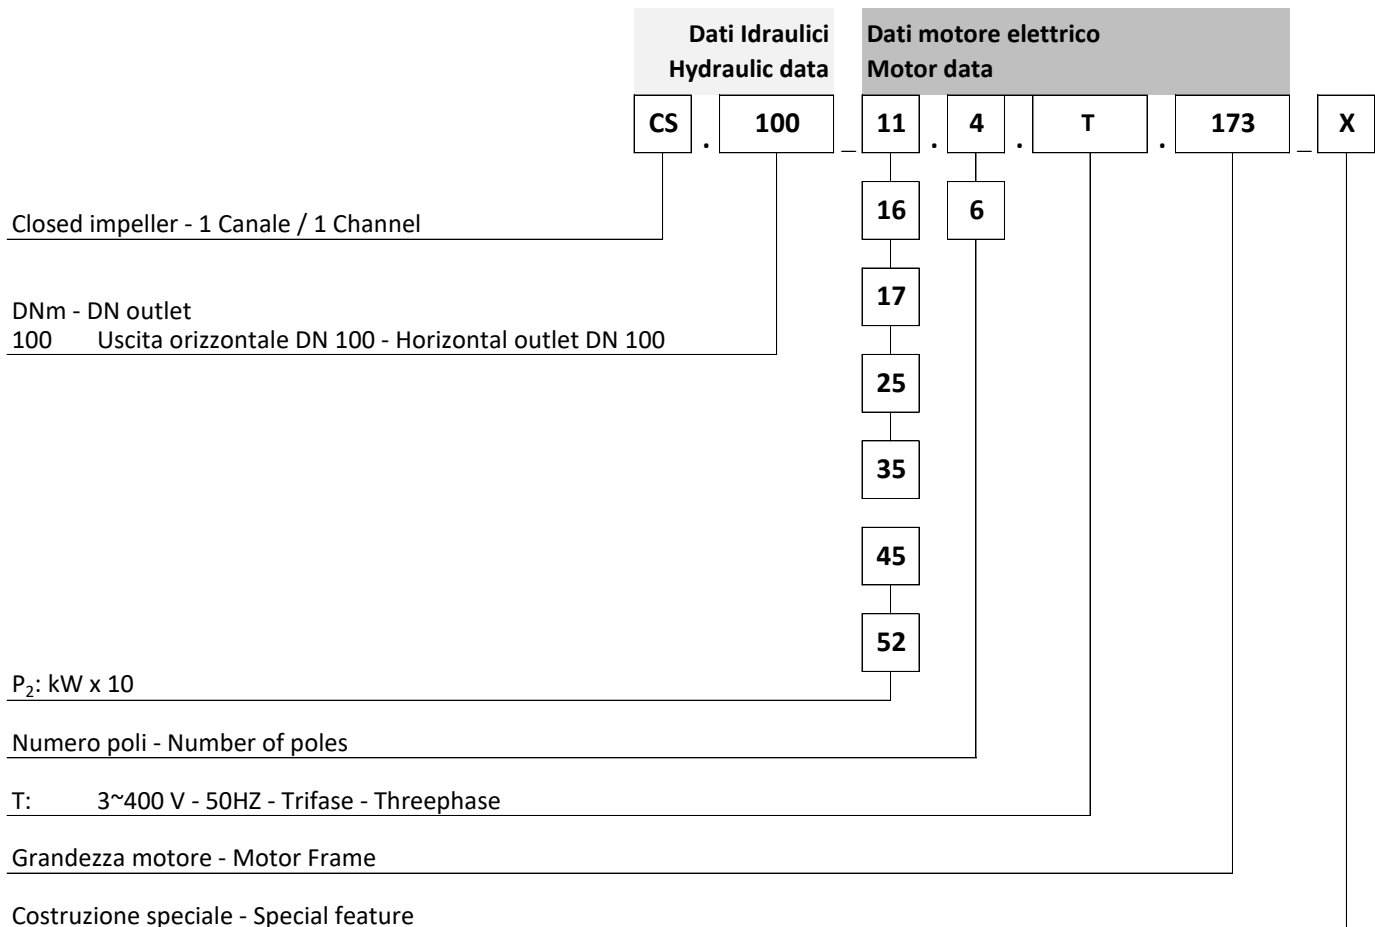 Dati Idraulici
Hydraulic data
Dati motore elettrico
Motor data
CS . 100 _ 11 . 4 . T . 173 _ X
16 6
Closed impeller - 1 Canale / 1 Channel
17
DNm - DN outlet
100 Uscita orizzontale DN 100 - Horizontal outlet DN 100
25
35
45
52
P₂: kW x 10
Numero poli - Number of poles
T: 3~400 V - 50HZ - Trifase - Threephase
Grandezza motore - Motor Frame
Costruzione speciale - Special feature